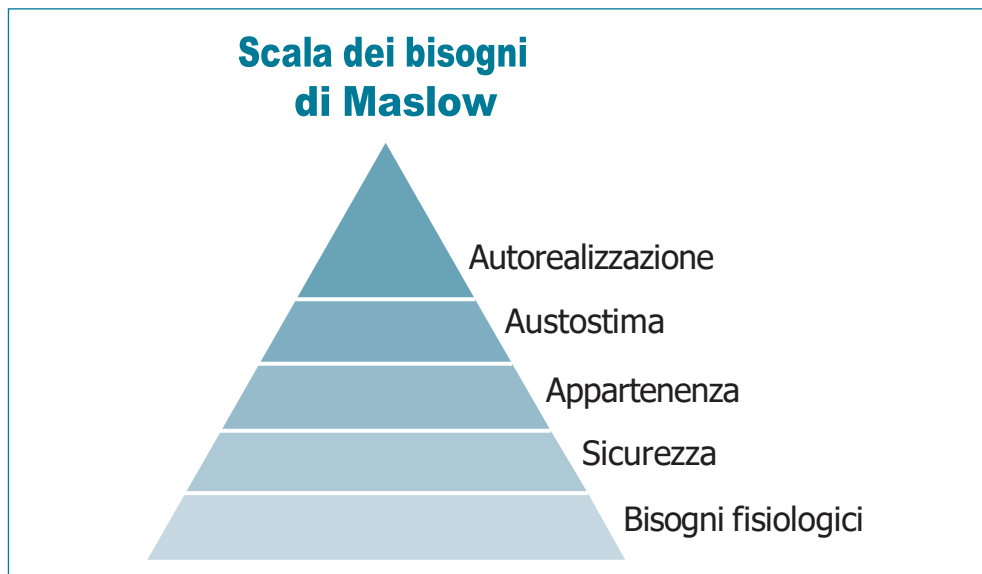 Scala dei bisogni
di Maslow
Autorealizzazione
Austostima
Appartenenza
Sicurezza
Bisogni fisiologici